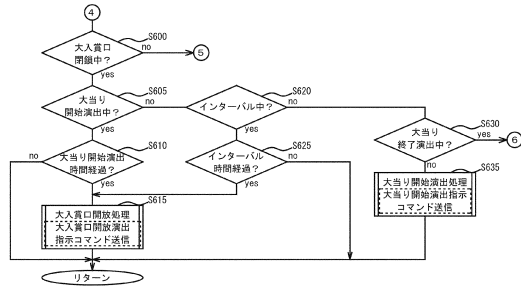 ④
大入賞口
閉鎖中？
S600
no
⑤
yes
大当り
開始演出中？
S605
no
インターバル中？
S620
no
yes
yes
大当り
終了演出中？
S630
yes
⑥
no
no
大当り開始演出
時間経過？
S610
yes
インターバル
時間経過？
S625
no
yes
大当り開始演出処理
大当り開始演出指示
コマンド送信
S635
大入賞口開放処理
大入賞口開放演出
指示コマンド送信
S615
リターン